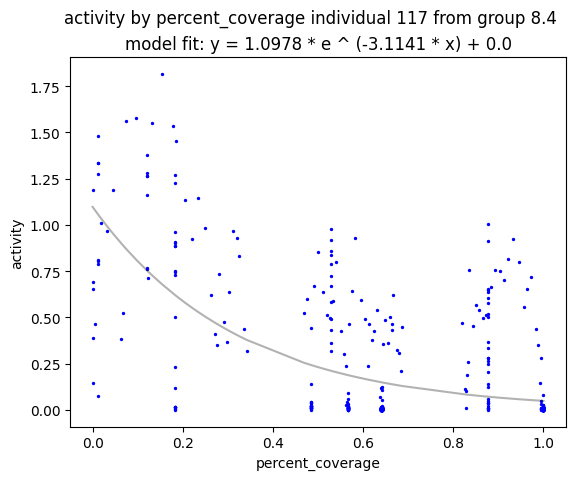 activity by percent_coverage individual 117 from group 8.4
model fit: y = 1.0978 * e ^ (-3.1141 * x) + 0.0
1.75
1.50
1.25
1.00
0.75
0.50
0.25
0.00
activity
0.0 0.2 0.4 0.6 0.8 1.0
percent_coverage